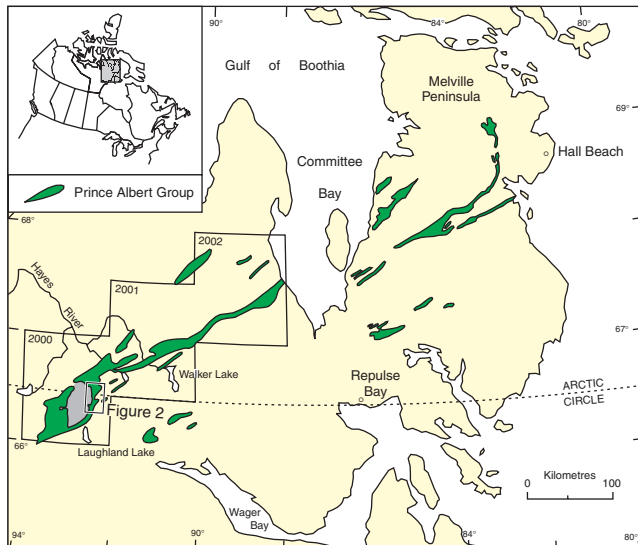 90°
84°
80°
Gulf of Boothia
Melville
Peninsula
69°
Hall Beach
Committee
Bay
Prince Albert Group
68°
2002
Hayes
River
2001
67°
2000
Walker Lake
Repulse
Bay
ARCTIC
CIRCLE
Figure 2
66°
Laughland Lake
Kilometres
0 100
Wager
Bay
94°
90°
84°
80°